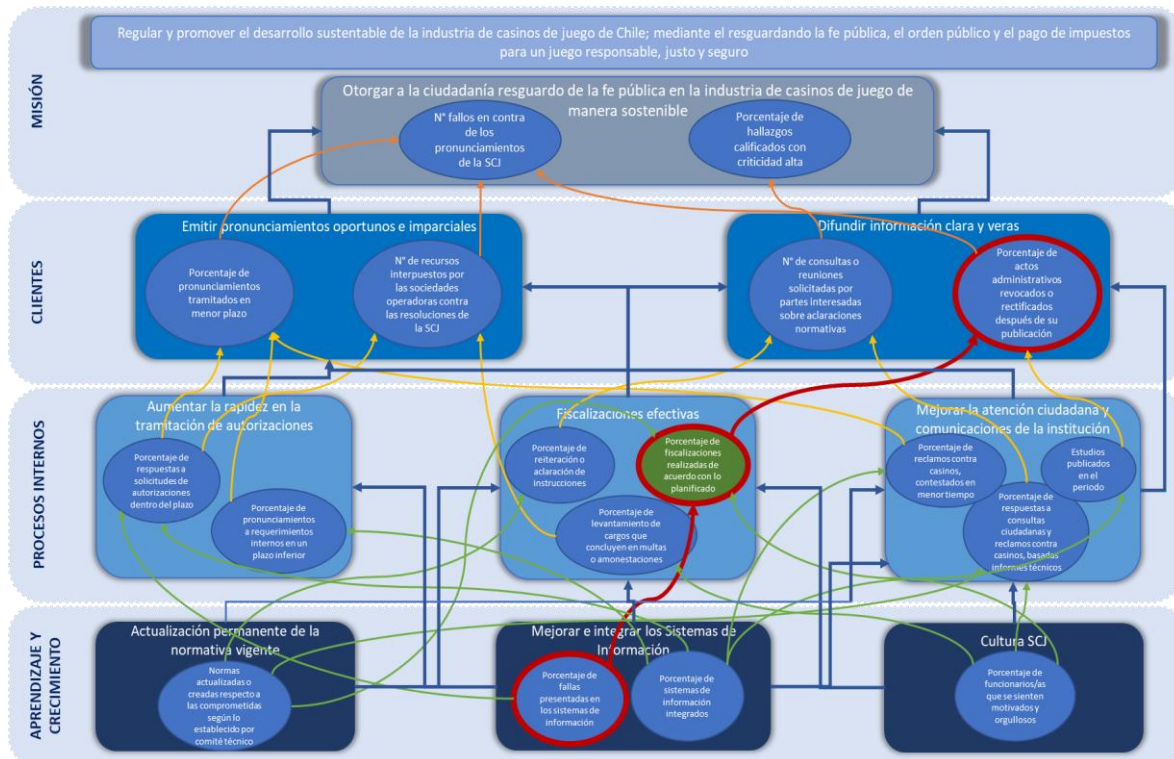 MISIÓN
Regular y promover el desarrollo sustentable de la industria de casinos de juego de Chile; mediante el resguardando la fe pública, el orden público y el pago de impuestos
para un juego responsable, justo y seguro
Otorgar a la ciudadanía resguardo de la fe pública en la industria de casinos de juego de
manera sostenible
N° fallos en contra
de los
pronunciamientos
de la SCJ
Porcentaje de
hallazgos
calificados con
criticidad alta
CLIENTES
Emitir pronunciamientos oportunos e imparciales
Porcentaje de
pronunciamientos
tramitados en
menor plazo
N° de recursos
interpuestos por
las sociedades
operadoras contra
las resoluciones de
la SCJ
Difundir información clara y veras
N° de consultas o
reuniones
solicitadas por
partes interesadas
sobre aclaraciones
normativas
Porcentaje de
actos
administrativos
revocados o
rectificados
después de su
publicación
PROCESOS INTERNOS
Aumentar la rapidez en la
tramitación de autorizaciones
Porcentaje de
respuestas a
solicitudes de
autorizaciones
dentro del plazo
Porcentaje de
pronunciamientos
a requerimientos
internos en un
plazo inferior
Fiscalizaciones efectivas
Porcentaje de
reiteración o
aclaración de
instrucciones
Porcentaje de
fiscalizaciones
realizadas de
acuerdo con lo
planificado
Porcentaje de
levantamiento de
cargos que
concluyen en multas
o amonestaciones
Mejorar la atención ciudadana y
comunicaciones de la institución
Porcentaje de
reclamos contra
casinos,
contestados en
menor tiempo
Estudios
publicados
en el
periodo
Porcentaje de
respuestas a
consultas
ciudadanas y
reclamos contra
casinos, basadas
informes técnicos
APRENDIZAJE Y
CRECIMIENTO
Actualización permanente de la
normativa vigente
Normas
actualizadas o
creadas respecto a
las comprometidas
según lo
establecido por
comité técnico
Mejorar e integrar los Sistemas de
Información
Porcentaje de
fallas
presentadas en
los sistemas de
información
Porcentaje de
sistemas de
información
integrados
Cultura SCJ
Porcentaje de
funcionarios/as
que se sienten
motivados y
orgullosos